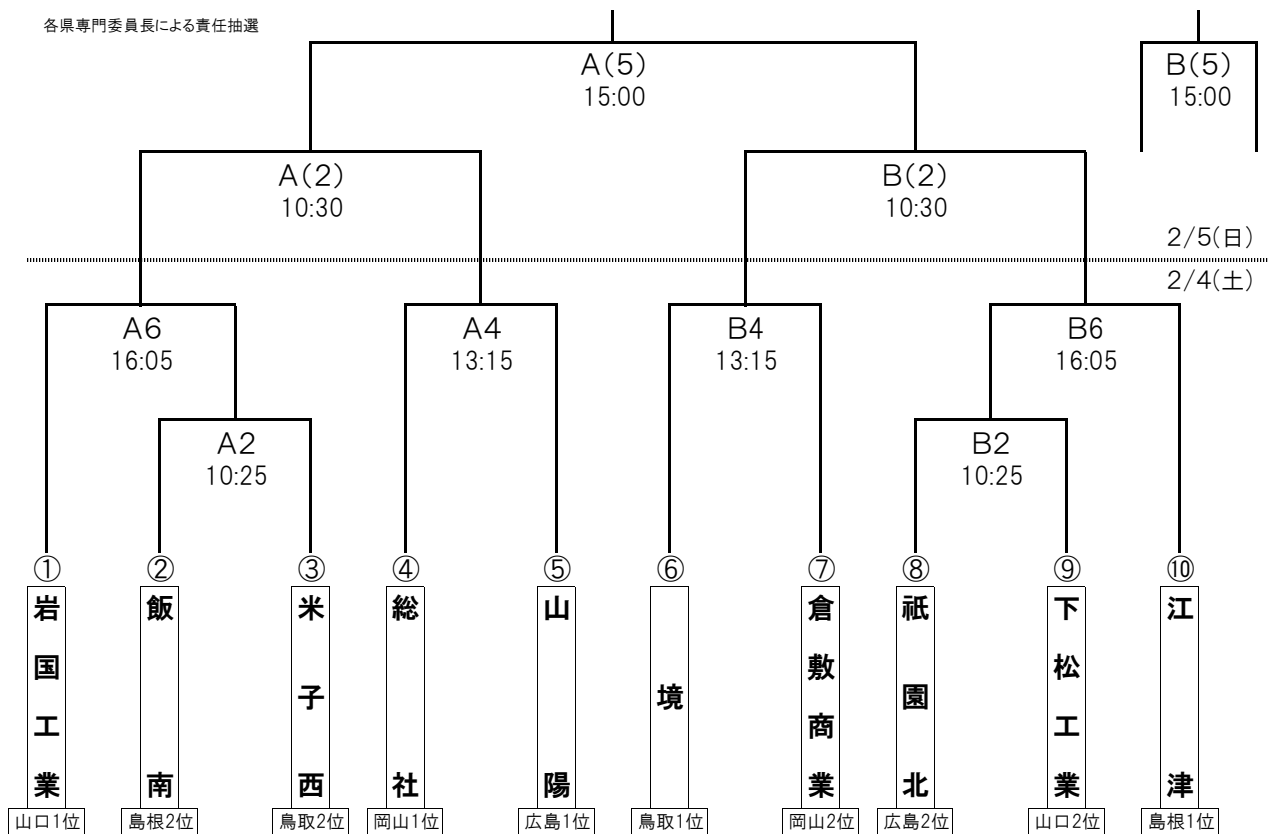 各県専門委員長による責任抽選
A(5)
15:00
B(5)
15:00
A(2)
10:30
B(2)
10:30
2/5(日)
2/4(土)
A6
16:05
A4
13:15
B4
13:15
B6
16:05
A2
10:25
B2
10:25
①
②
③
④
⑤
⑥
⑦
⑧
⑨
⑩
岩国工業
飯南
米子西
総社
山陽
境
倉敷商業
祇園北
下松工業
江津
山口1位
島根2位
鳥取2位
岡山1位
広島1位
鳥取1位
岡山2位
広島2位
山口2位
島根1位